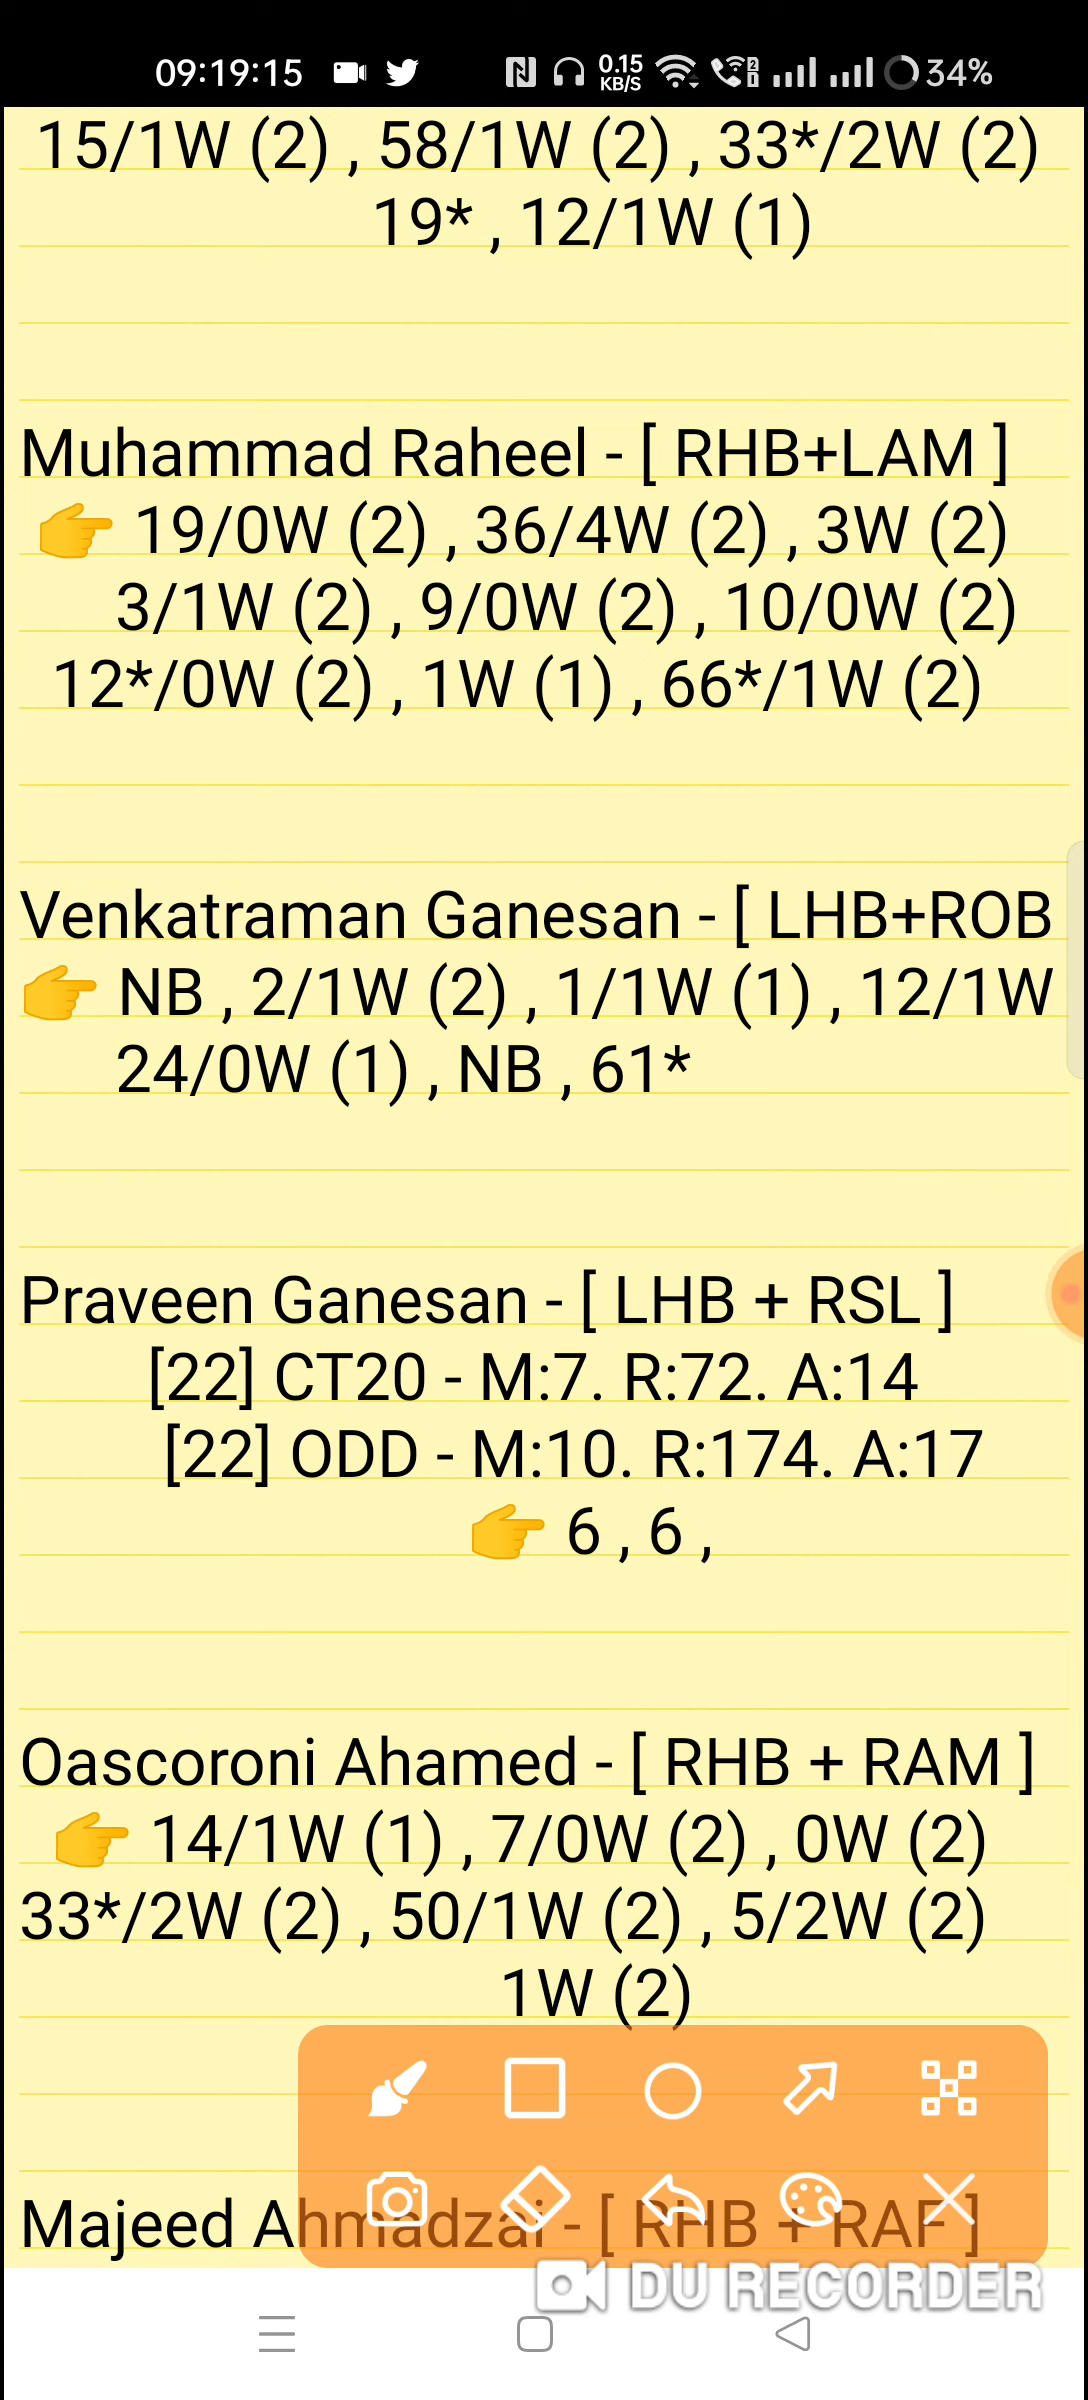 09:19:15 0.15 KB/S 2 1 34%
15/1W (2) , 58/1W (2) , 33*/2W (2)
19* , 12/1W (1)
Muhammad Raheel - [ RHB+LAM ]
👉 19/0W (2) , 36/4W (2) , 3W (2)
3/1W (2) , 9/0W (2) , 10/0W (2)
12*/0W (2) , 1W (1) , 66*/1W (2)
Venkatraman Ganesan - [ LHB+ROB
👉 NB , 2/1W (2) , 1/1W (1) , 12/1W
24/0W (1) , NB , 61*
Praveen Ganesan - [ LHB + RSL ]
[22] CT20 - M:7. R:72. A:14
[22] ODD - M:10. R:174. A:17
👉 6 , 6 ,
Oascoroni Ahamed - [ RHB + RAM ]
👉 14/1W (1) , 7/0W (2) , 0W (2)
33*/2W (2) , 50/1W (2) , 5/2W (2)
1W (2)
Majeed Ahmadzai - [ RHB + RAF ]
DU RECORDER